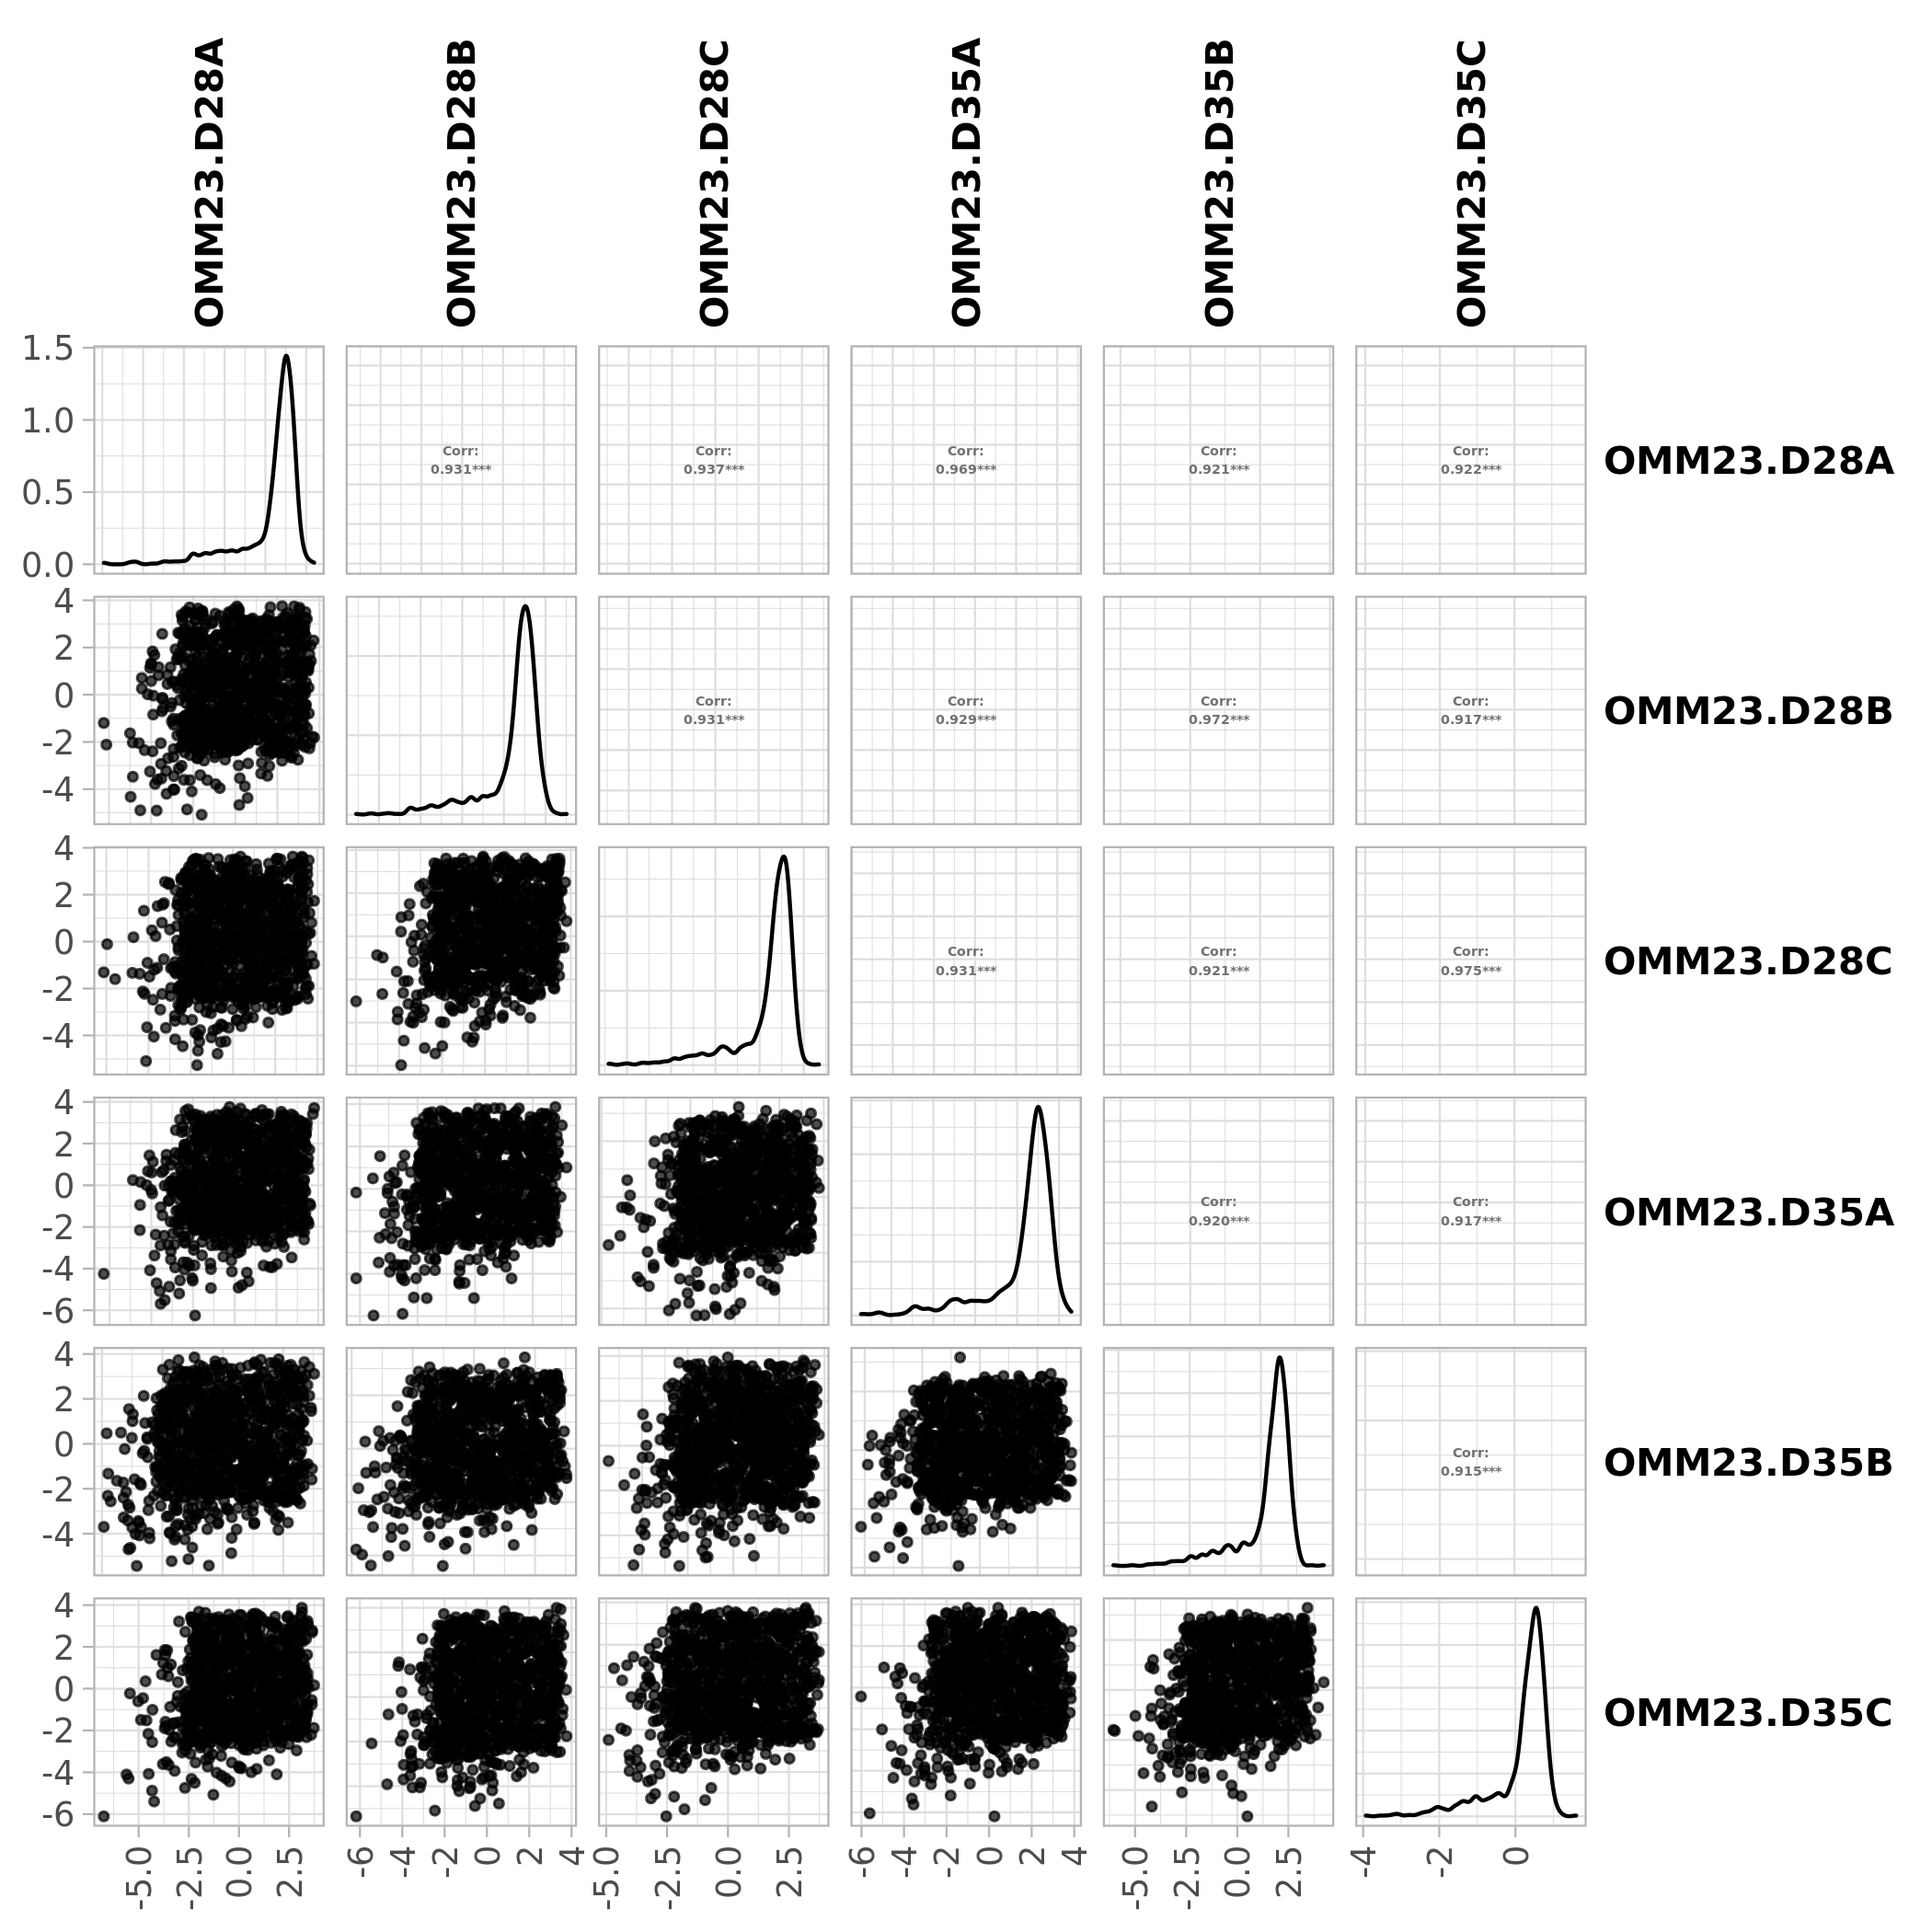 OMM23.D28A
OMM23.D28B
OMM23.D28C
OMM23.D35A
OMM23.D35B
OMM23.D35C
1.5
1.0
0.5
0.0
Corr:
0.931***
Corr:
0.937***
Corr:
0.969***
Corr:
0.921***
Corr:
0.922***
OMM23.D28A
4
2
0
-2
-4
Corr:
0.931***
Corr:
0.929***
Corr:
0.972***
Corr:
0.917***
OMM23.D28B
4
2
0
-2
-4
Corr:
0.931***
Corr:
0.921***
Corr:
0.975***
OMM23.D28C
4
2
0
-2
-4
-6
Corr:
0.920***
Corr:
0.917***
OMM23.D35A
4
2
0
-2
-4
Corr:
0.915***
OMM23.D35B
4
2
0
-2
-4
-6
OMM23.D35C
-5.0
-2.5
0.0
2.5
-6
-4
-2
0
2
4
-5.0
-2.5
0.0
2.5
-6
-4
-2
0
2
4
-5.0
-2.5
0.0
2.5
-4
-2
0